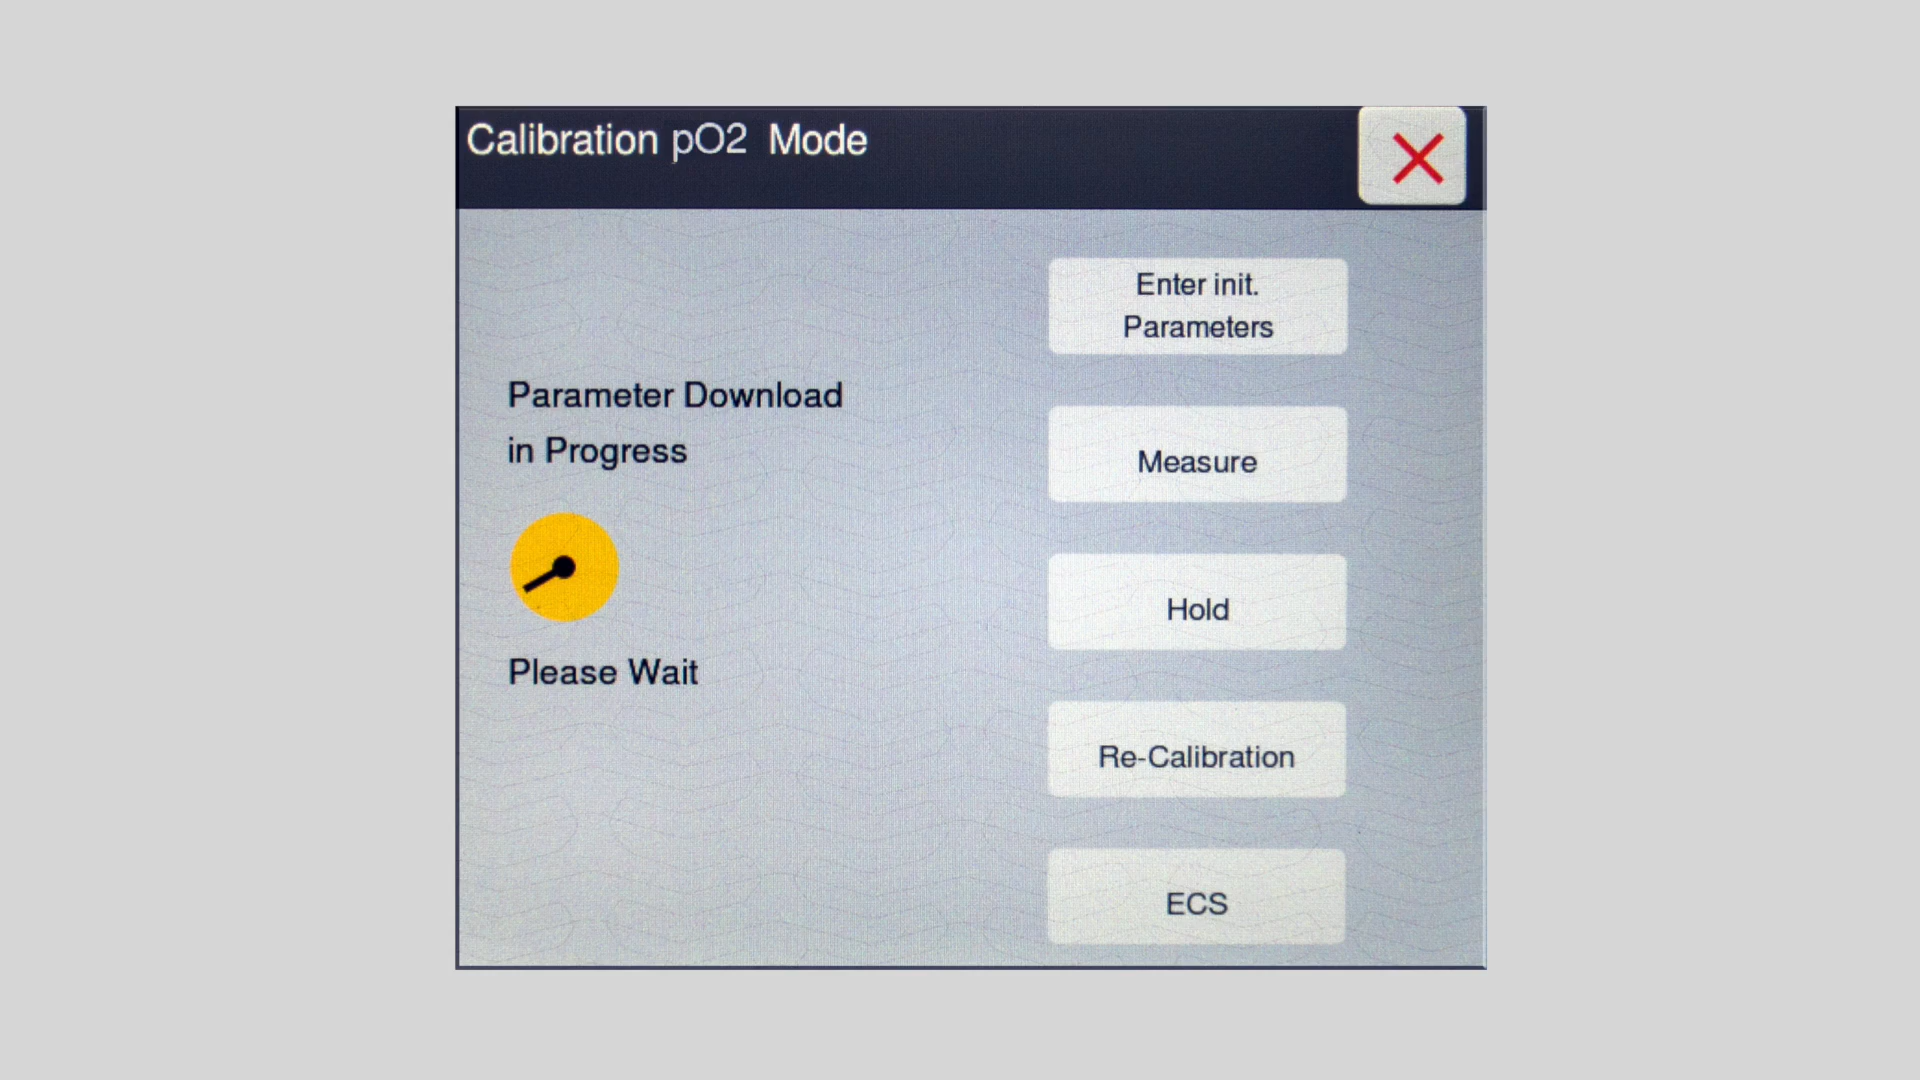 Calibration pO2 Mode
Enter init.
Parameters
Parameter Download
in Progress
Measure
Hold
Please Wait
Re-Calibration
ECS